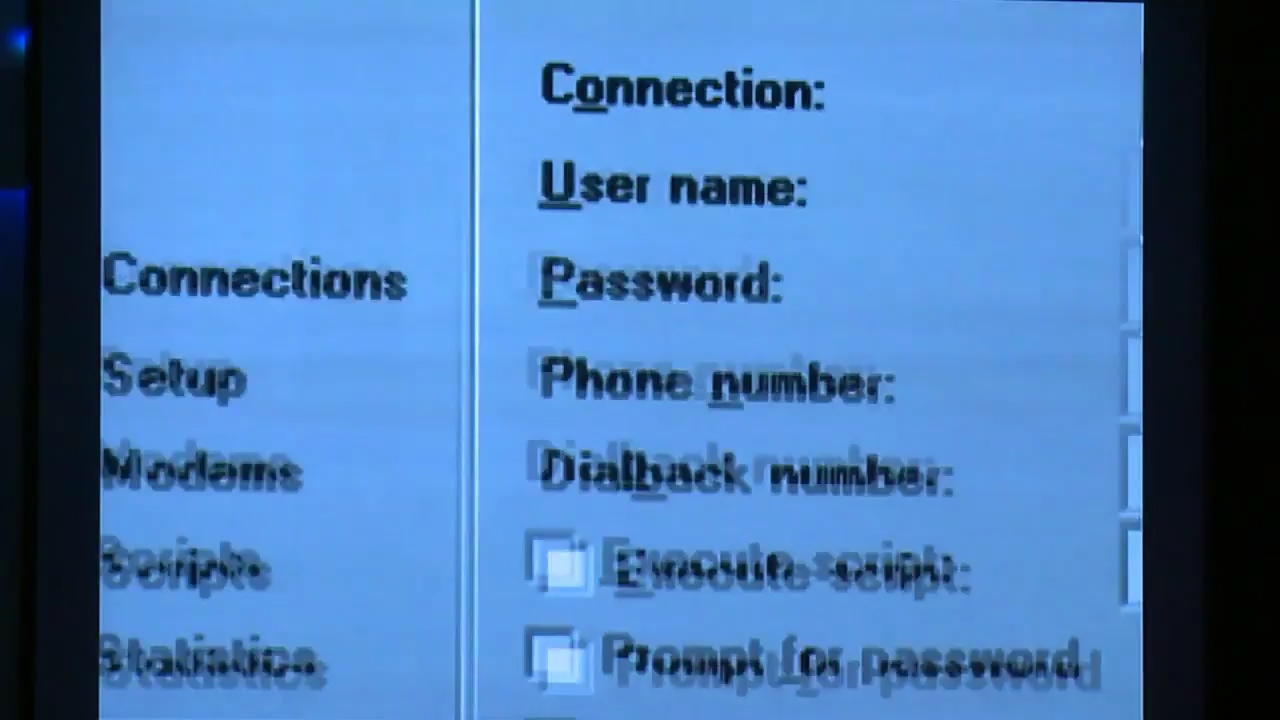 Connection:
User name:
Password:
Phone number:
Dialback number:
Execute script:
Prompt for password
Connections
Setup
Modems
Scripts
Statistics